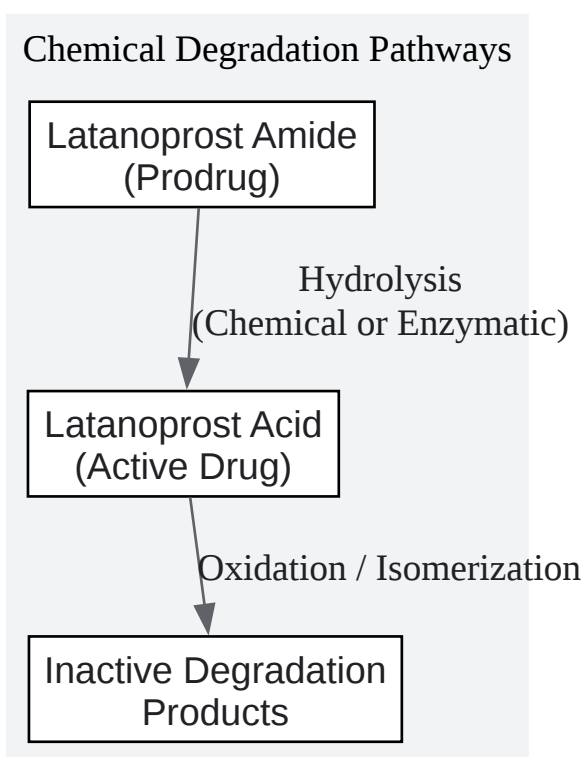 Chemical Degradation Pathways
Latanoprost Amide
(Prodrug)
Hydrolysis
(Chemical or Enzymatic)
Latanoprost Acid
(Active Drug)
Oxidation / Isomerization
Inactive Degradation
Products